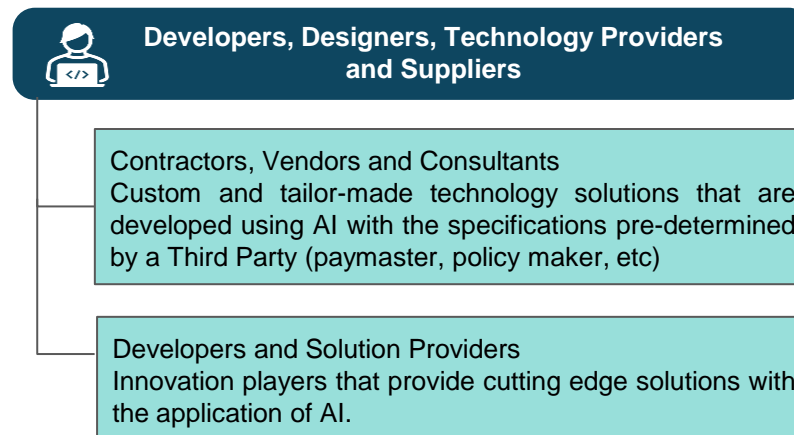 Developers, Designers, Technology Providers
and Suppliers
</>
Contractors, Vendors and Consultants
Custom and tailor-made technology solutions that are
developed using AI with the specifications pre-determined
by a Third Party (paymaster, policy maker, etc)
Developers and Solution Providers
Innovation players that provide cutting edge solutions with
the application of AI.